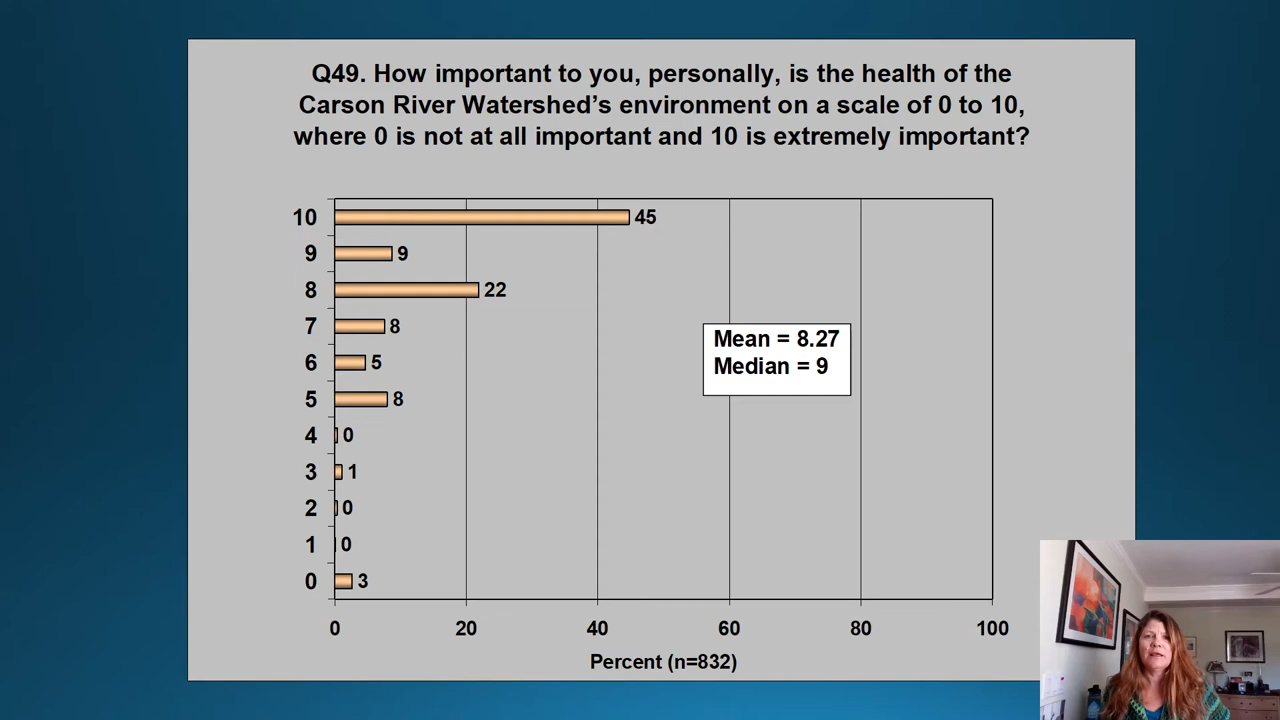 Q49. How important to you, personally, is the health of the
Carson River Watershed’s environment on a scale of 0 to 10,
where 0 is not at all important and 10 is extremely important?
10 45
9 9
8 22
7 8
6 5
5 8
4 0
3 1
2 0
1 0
0 3
Mean = 8.27
Median = 9
0 20 40 60 80 100
Percent (n=832)